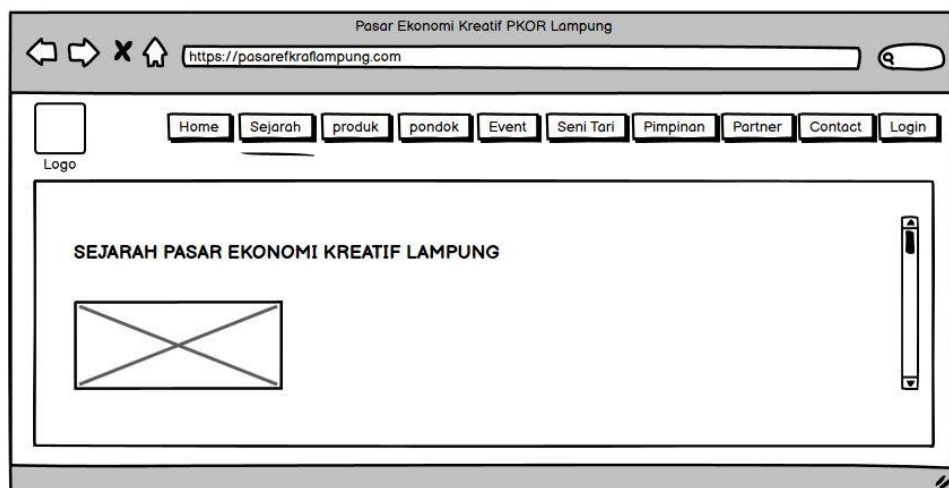 Pasar Ekonomi Kreatif PKOR Lampung
https://pasarefkraflampung.com
Home Sejarah produk pondok Event Seni Tari Pimpinan Partner Contact Login
Logo
SEJARAH PASAR EKONOMI KREATIF LAMPUNG